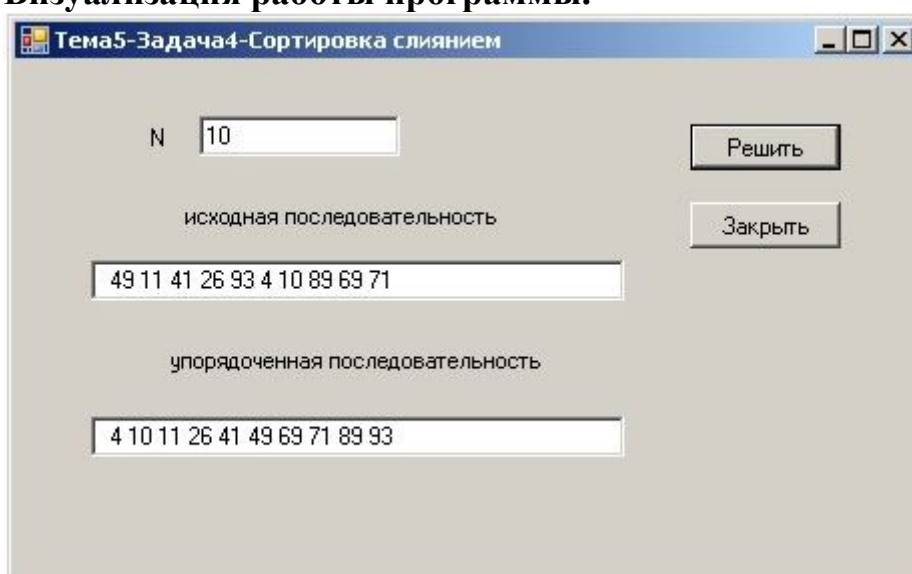 Визуализация работы программы:
Тема5-Задача4-Сортировка слиянием
N 10
Решить
исходная последовательность
Закрыть
49 11 41 26 93 4 10 89 69 71
упорядоченная последовательность
4 10 11 26 41 49 69 71 89 93